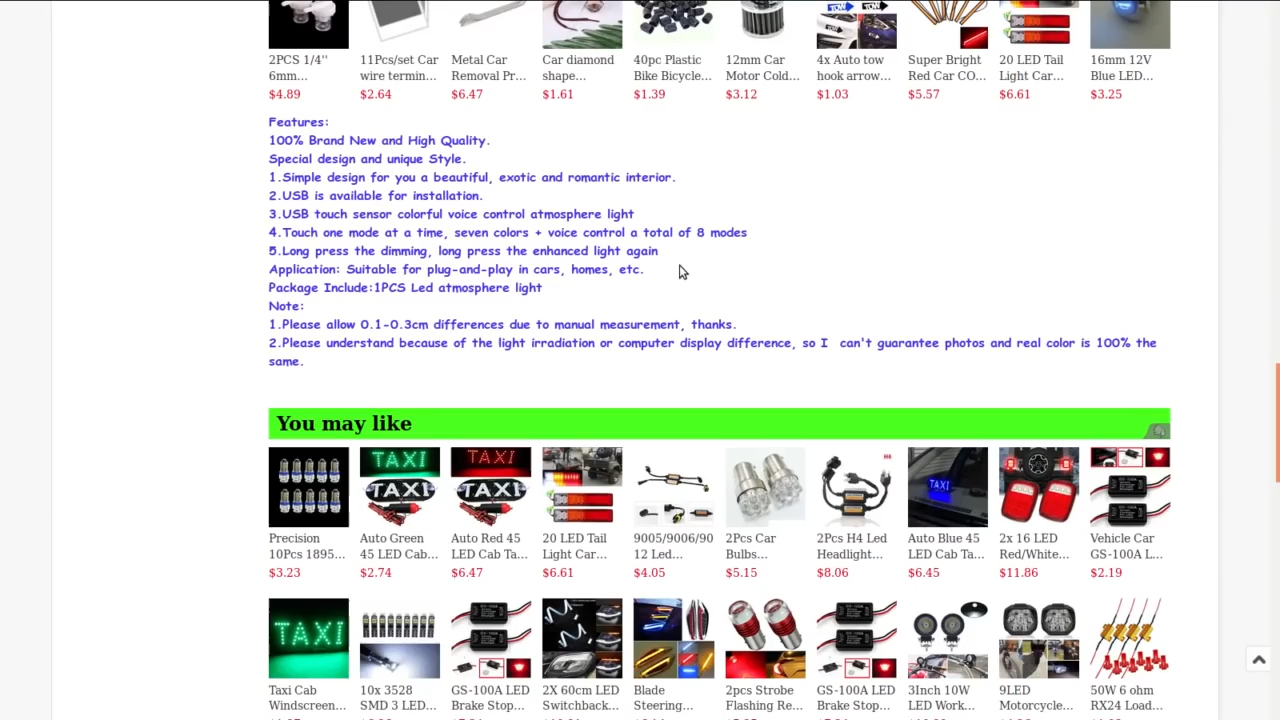 2PCS 1/4'' 6mm...
11Pcs/set Car wire termin...
Metal Car Removal Pr...
Car diamond shape...
40pc Plastic Bike Bicycle...
12mm Car Motor Cold...
4x Auto tow hook arrow...
Super Bright Red Car CO...
20 LED Tail Light Car...
16mm 12V Blue LED...
$4.89 $2.64 $6.47 $1.61 $1.39 $3.12 $1.03 $5.57 $6.61 $3.25
Features:
100% Brand New and High Quality.
Special design and unique Style.
1.Simple design for you a beautiful, exotic and romantic interior.
2.USB is available for installation.
3.USB touch sensor colorful voice control atmosphere light
4.Touch one mode at a time, seven colors + voice control a total of 8 modes
5.Long press the dimming, long press the enhanced light again
Application: Suitable for plug-and-play in cars, homes, etc.
Package Include:1PCS Led atmosphere light
Note:
1.Please allow 0.1-0.3cm differences due to manual measurement, thanks.
2.Please understand because of the light irradiation or computer display difference, so I  can't guarantee photos and real color is 100% the
same.
You may like
TAXI TAXI TAXI TAXI TAXI
Precision 10Pcs 1895...
Auto Green 45 LED Cab...
Auto Red 45 LED Cab Ta...
20 LED Tail Light Car...
9005/9006/90 12 Led...
2Pcs Car Bulbs...
2Pcs H4 Led Headlight...
Auto Blue 45 LED Cab Ta...
2x 16 LED Red/White...
Vehicle Car GS-100A L...
$3.23 $2.74 $6.47 $6.61 $4.05 $5.15 $8.06 $6.45 $11.86 $2.19
TAXI
Taxi Cab Windscreen...
10x 3528 SMD 3 LED...
GS-100A LED Brake Stop...
2X 60cm LED Switchback...
Blade Steering...
2pcs Strobe Flashing Re...
GS-100A LED Brake Stop...
3Inch 10W LED Work...
9LED Motorcycle...
50W 6 ohm RX24 Load...